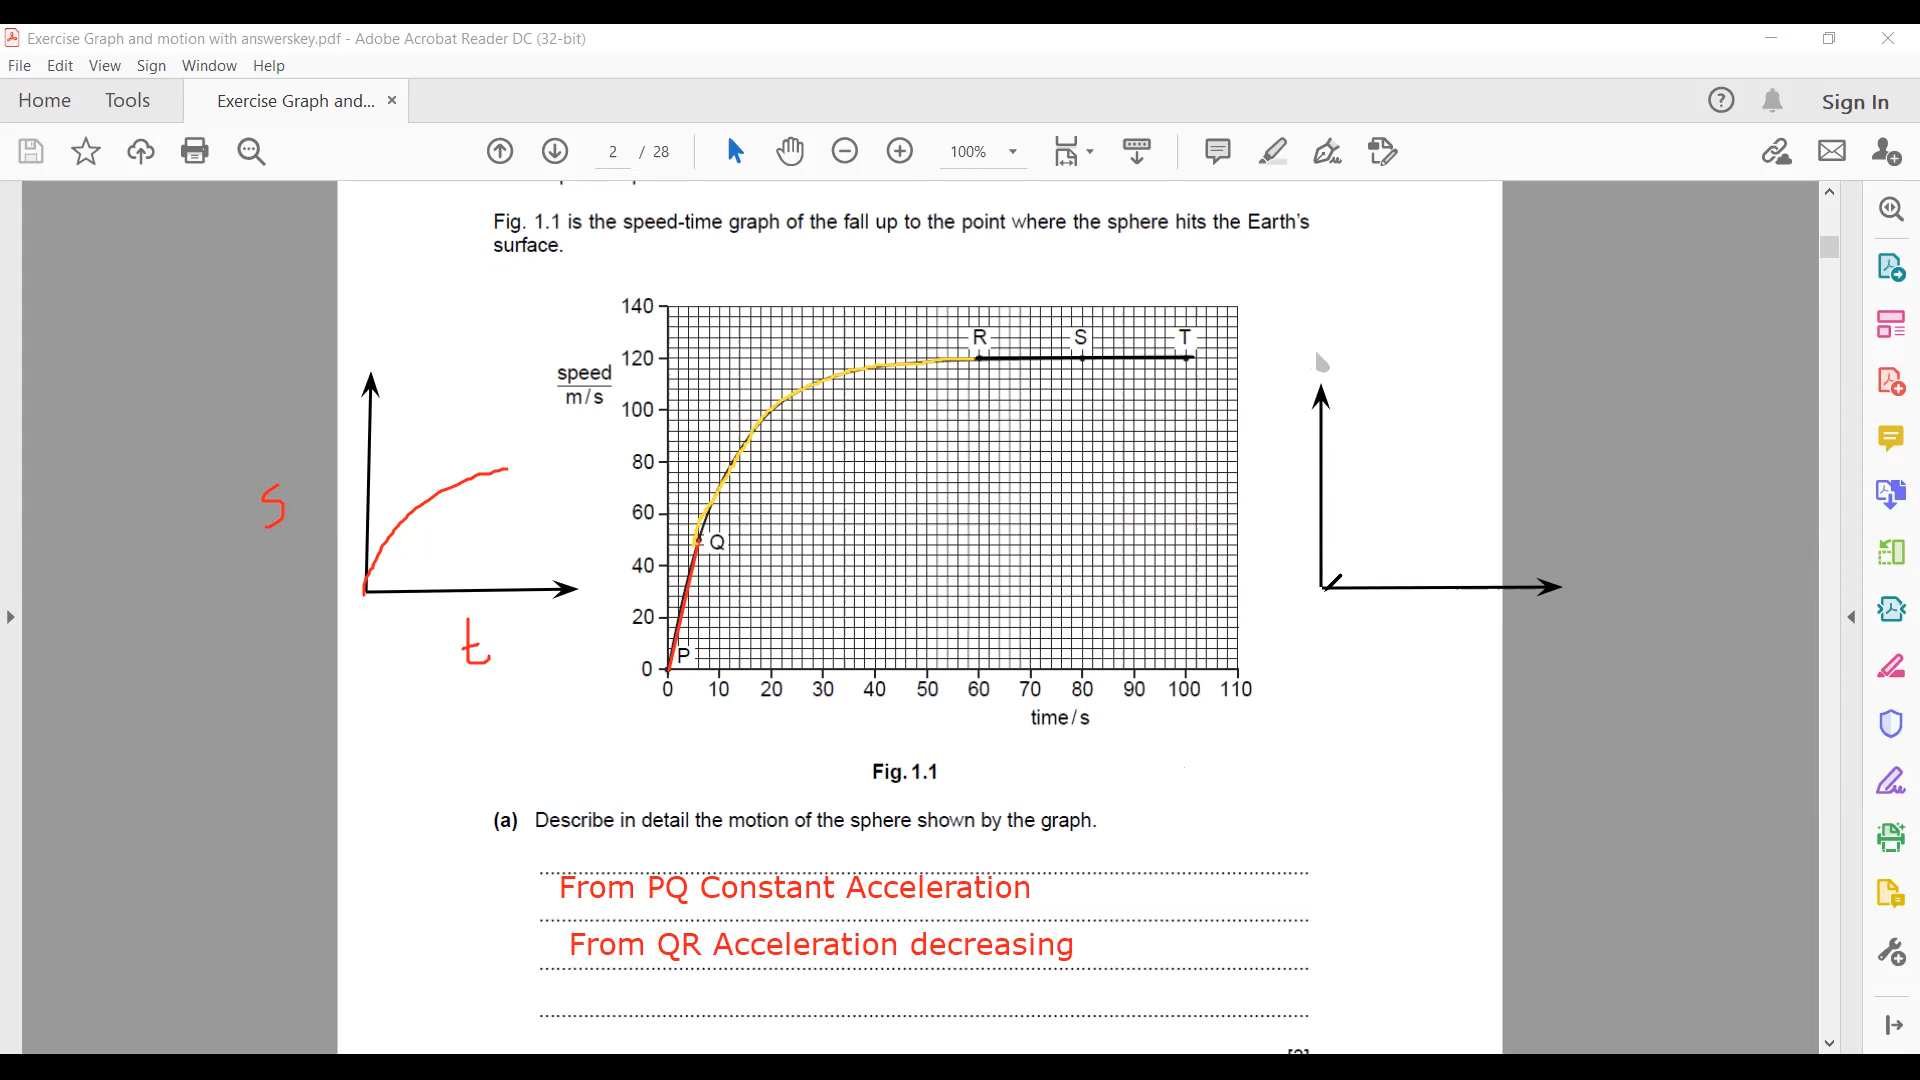 Exercise Graph and motion with answerskey.pdf - Adobe Acrobat Reader DC (32-bit)
File Edit View Sign Window Help
Home Tools Exercise Graph and... × Sign In
2 / 28 100%
Fig. 1.1 is the speed-time graph of the fall up to the point where the sphere hits the Earth's
surface.
140
120
100
80
60
40
20
0
speed
m/s
R S T
Q
P
0 10 20 30 40 50 60 70 80 90 100 110
time/s
s
t
Fig. 1.1
(a) Describe in detail the motion of the sphere shown by the graph.
From PQ Constant Acceleration
From QR Acceleration decreasing